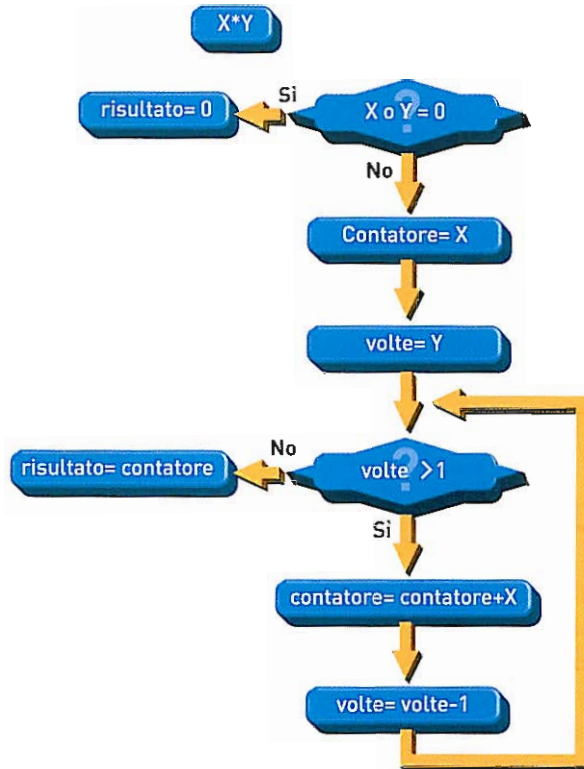 X*Y
Sì
risultato= 0
? X o Y = 0
No
Contatore= X
volte= Y
No
risultato= contatore
? volte >1
Sì
contatore= contatore+X
volte= volte-1